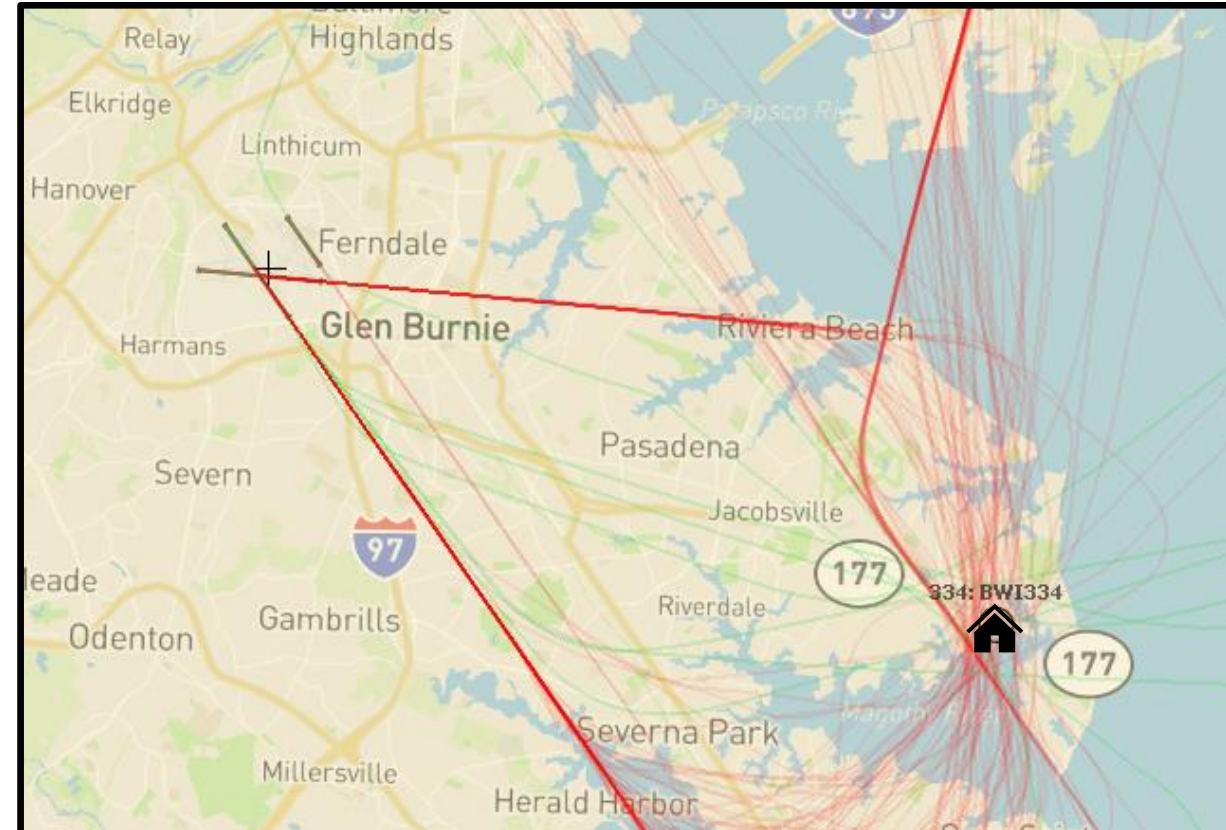 Relay
Highlands
Elkridge
Patapsco
Linthicum
Hanover
Ferndale
Glen Burnie
Riviera Beach
Harmans
Pasadena
Severn
Jacobsville
97
177
334: BWI334
Riverdale
Gambrills
Odenton
177
Severna Park
Millersville
Herald Harbor